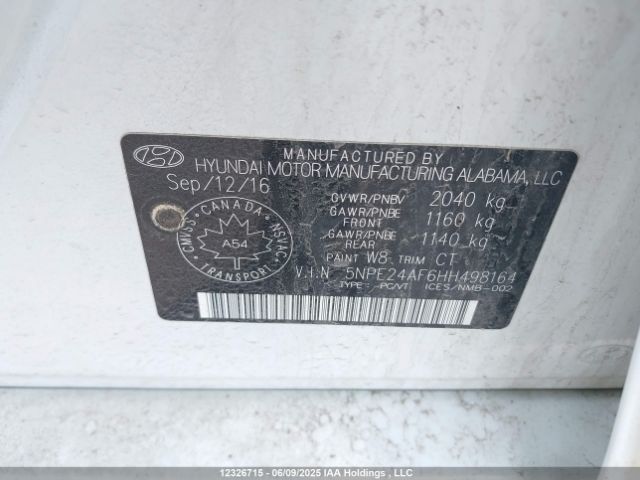 MANUFACTURED BY
HYUNDAI MOTOR MANUFACTURING ALABAMA, LLC
Sep/12/16
GVWR/PNBV 2040 kg
GAWR/PNBE FRONT 1160 kg
GAWR/PNBE REAR 1140 kg
PAINT W8 TRIM CT
V.I.N 5NPE24AF6HH498164
TYPE :PC/VT ICES/NMB-002
CANADA
CMVSS NSVAC
A54
TRANSPORT
12326715 - 06/09/2025 IAA Holdings , LLC